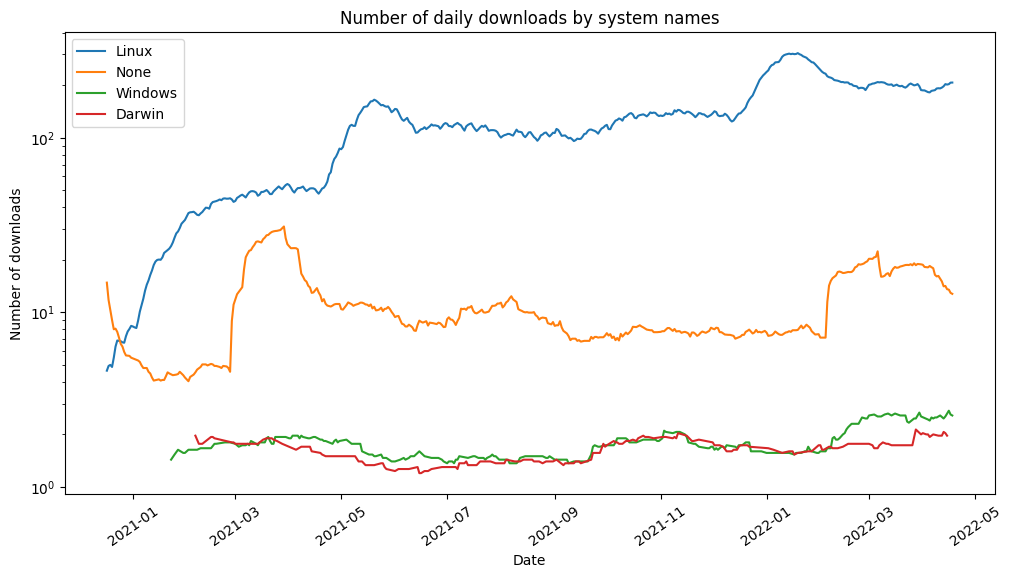 Number of daily downloads by system names
Linux
None
Windows
Darwin
Number of downloads
10²
10¹
10⁰
2021-01
2021-03
2021-05
2021-07
2021-09
2021-11
2022-01
2022-03
2022-05
Date